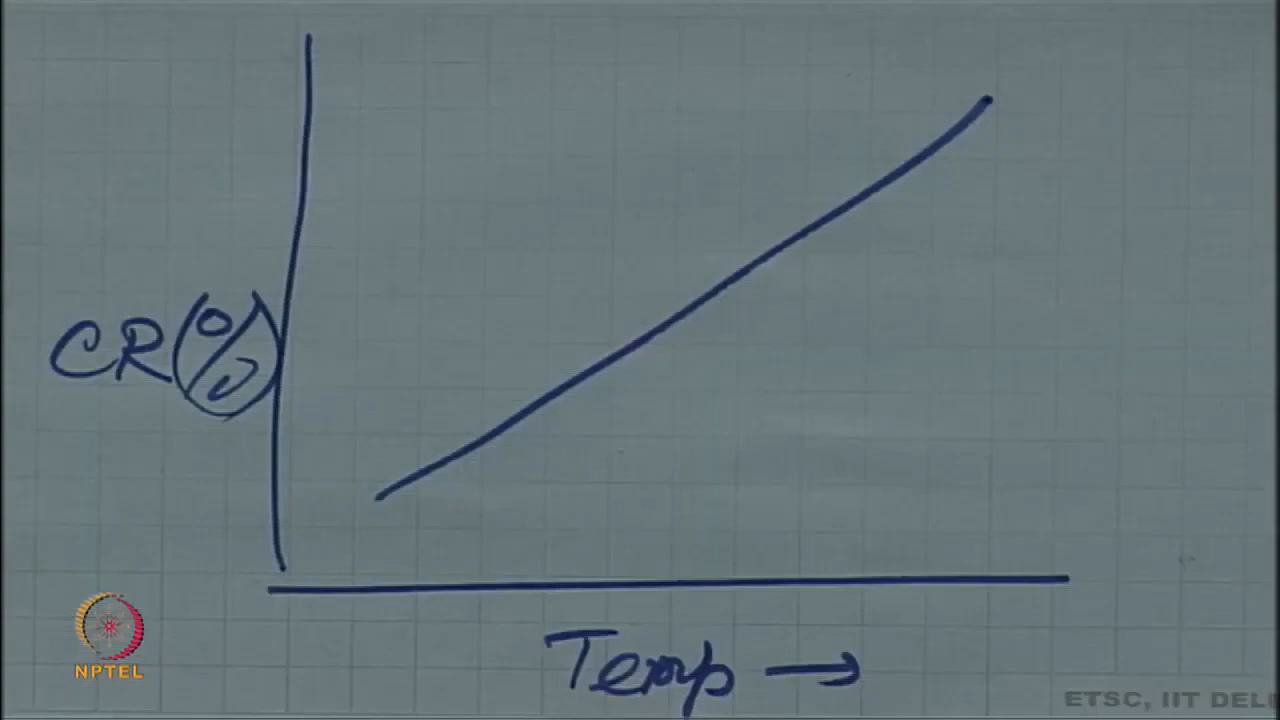 CR(%)
Temp →
NPTEL
ETSC, IIT DEL